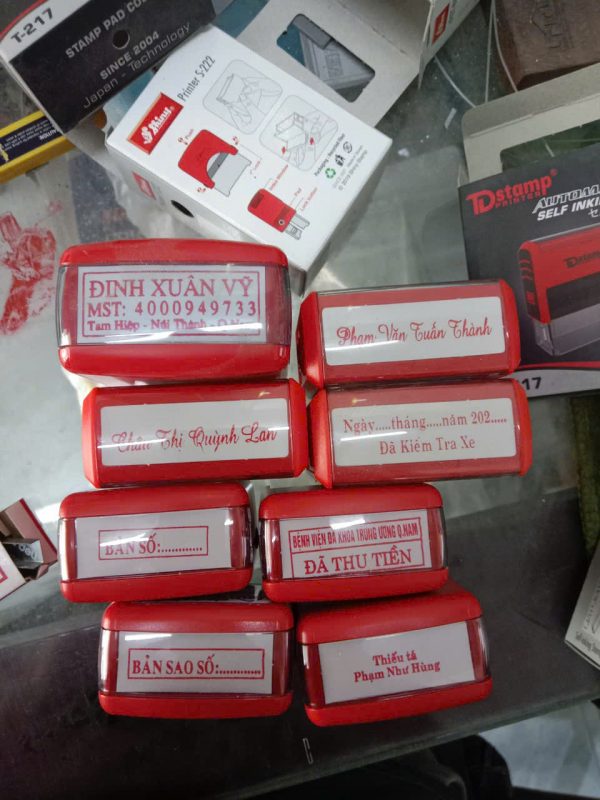 T-217
STAMP PAD CO
SINCE 2004
Japan - Technology
Shiny
Printer S-222
TDstamp
PRINTER
AUTOMA
SELF INKI
17
ĐINH XUÂN VỸ
MST: 4000949733
Tam Hiệp - Núi Thành - Q.N
Phạm Văn Tuấn Thành
Châu Thị Quỳnh Lan
Ngày.....tháng.....năm 202.....
Đã Kiểm Tra Xe
BẢN SỐ:............
BỆNH VIỆN ĐA KHOA TRUNG ƯƠNG Q.NAM
ĐÃ THU TIỀN
BẢN SAO SỐ:............
Thiếu tá
Phạm Như Hùng